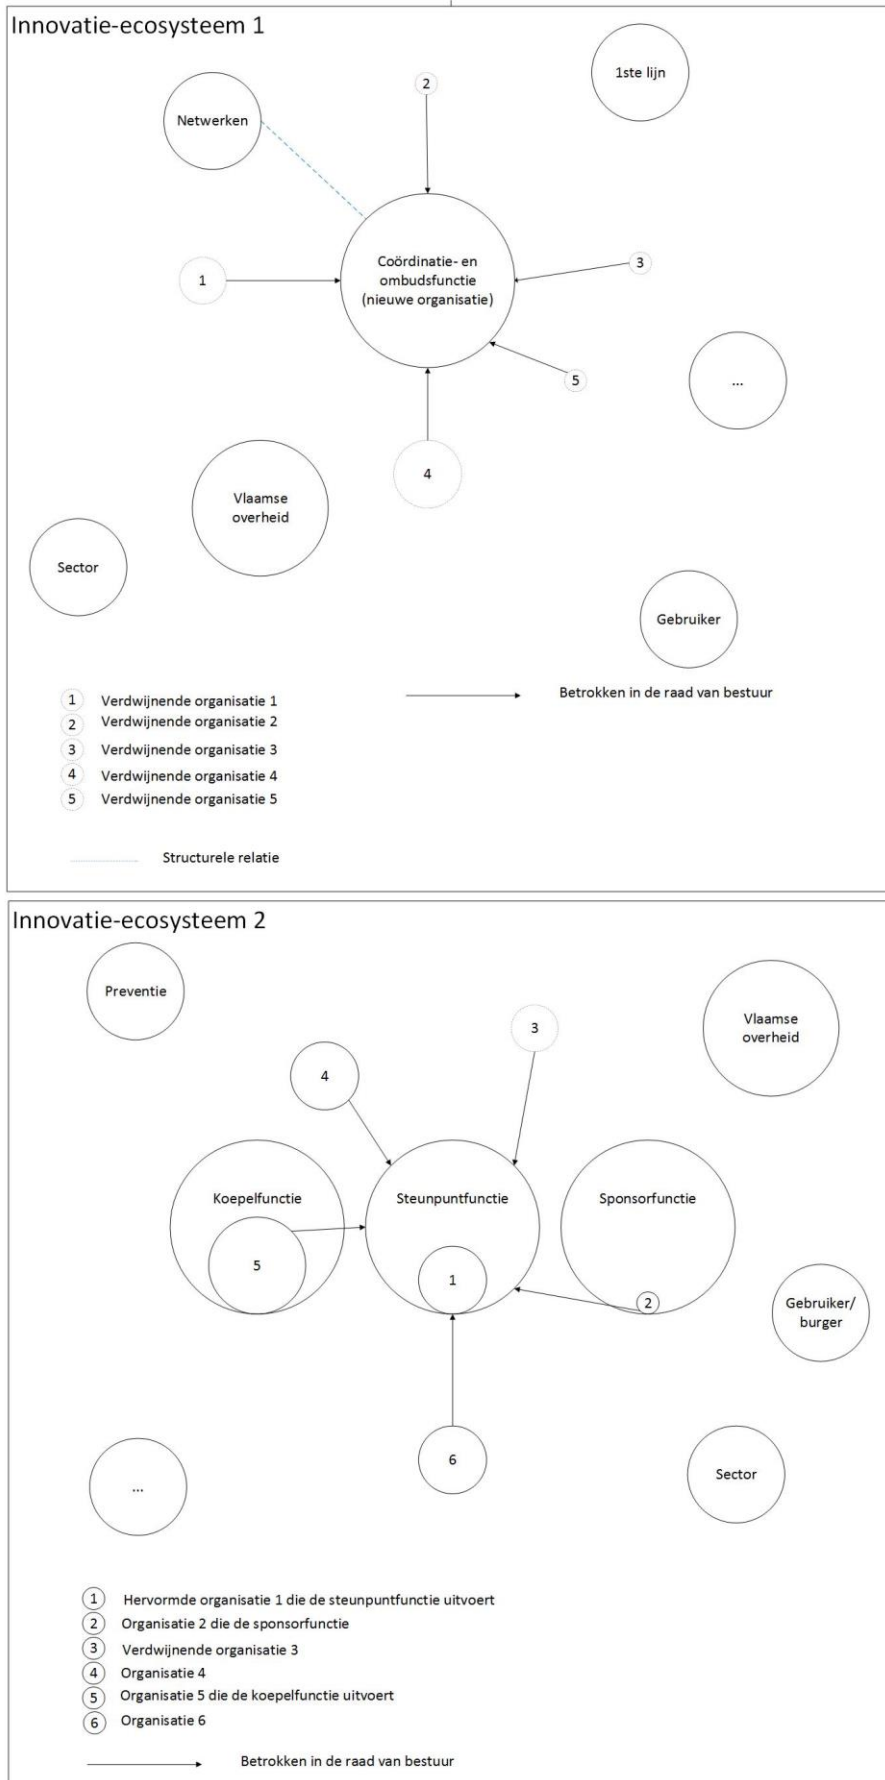 Innovatie-ecosysteem 1
1ste lijn
2
Netwerken
Coördinatie- en
ombudsfunctie
(nieuwe organisatie)
3
1
5
...
4
Vlaamse
overheid
Sector
Gebruiker
1 Verdwijnende organisatie 1
2 Verdwijnende organisatie 2
3 Verdwijnende organisatie 3
4 Verdwijnende organisatie 4
5 Verdwijnende organisatie 5
Betrokken in de raad van bestuur
Structurele relatie
Innovatie-ecosysteem 2
Preventie
Vlaamse
overheid
3
4
Koepelfunctie
Steunpuntfunctie
Sponsorfunctie
5
1
2
Gebruiker/
burger
6
Sector
...
1 Hervormde organisatie 1 die de steunpuntfunctie uitvoert
2 Organisatie 2 die de sponsorfunctie
3 Verdwijnende organisatie 3
4 Organisatie 4
5 Organisatie 5 die de koepelfunctie uitvoert
6 Organisatie 6
Betrokken in de raad van bestuur